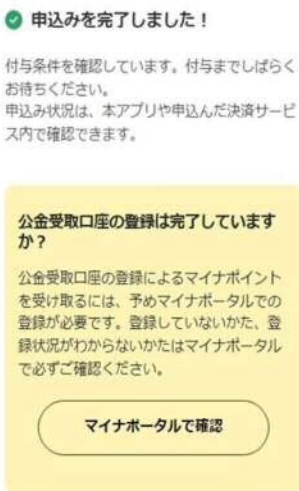 申込みを完了しました！
付与条件を確認しています。付与までしばらく
お待ちください。
申込み状況は、本アプリや申込んだ決済サービ
ス内で確認できます。
公金受取口座の登録は完了しています
か？
公金受取口座の登録によるマイナポイント
を受け取るには、予めマイナポータルでの
登録が必要です。登録していないかた、登
録状況がわからないかたはマイナポータル
で必ずご確認ください。
マイナポータルで確認